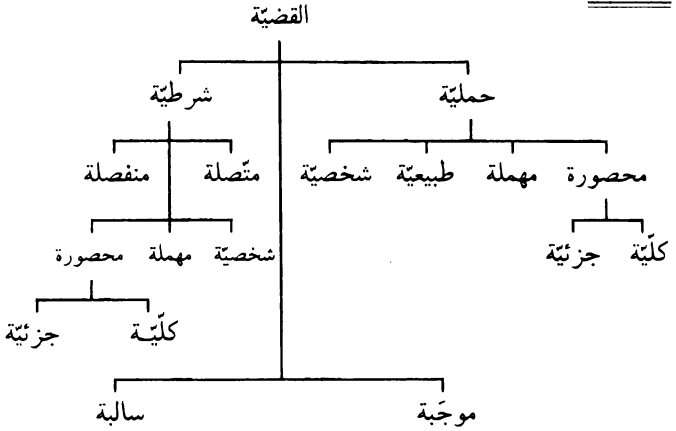 القضيّة
حمليّة شرطيّة
شخصيّة طبيعيّة مهملة محصورة متّصلة منفصلة
كلّيّة جزئيّة شخصيّة مهملة محصورة
كلّيّة جزئيّة
موجَبة سالبة